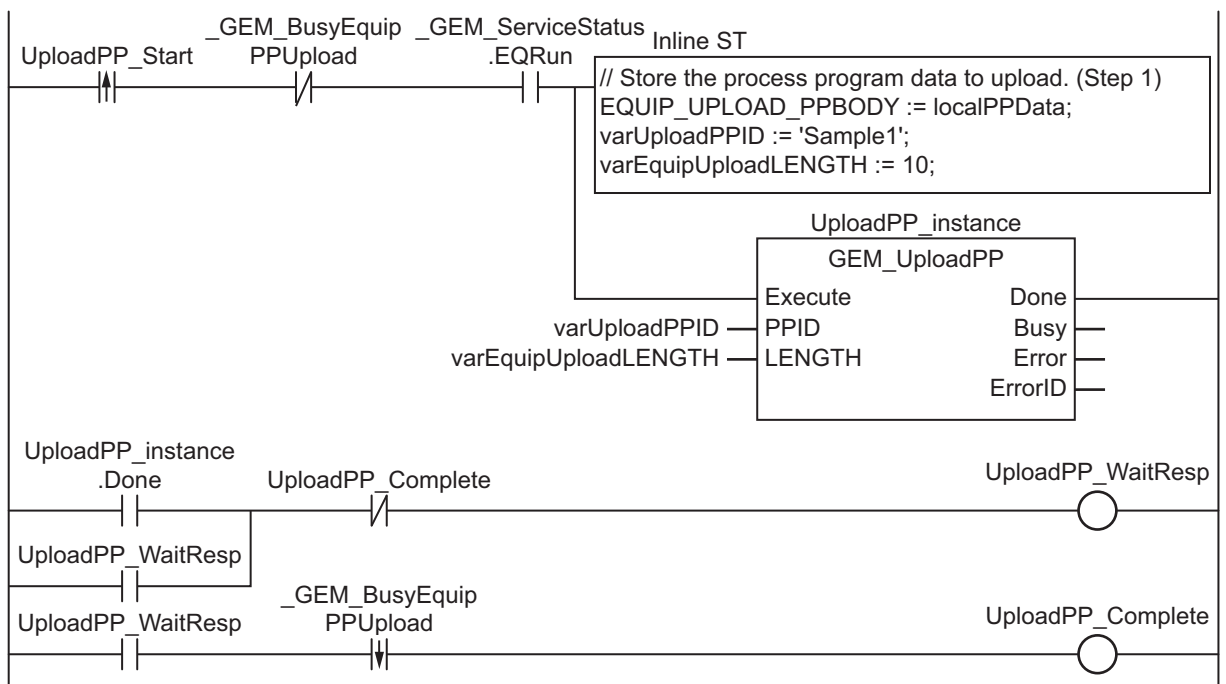 _GEM_BusyEquip _GEM_ServiceStatus
UploadPP_Start PPUpload .EQRun
Inline ST
// Store the process program data to upload. (Step 1)
EQUIP_UPLOAD_PPBODY := localPPData;
varUploadPPID := 'Sample1';
varEquipUploadLENGTH := 10;
UploadPP_instance
GEM_UploadPP
Execute Done
varUploadPPID PPID Busy
varEquipUploadLENGTH LENGTH Error
ErrorID
UploadPP_instance
.Done UploadPP_Complete UploadPP_WaitResp
UploadPP_WaitResp
_GEM_BusyEquip
UploadPP_WaitResp PPUpload UploadPP_Complete